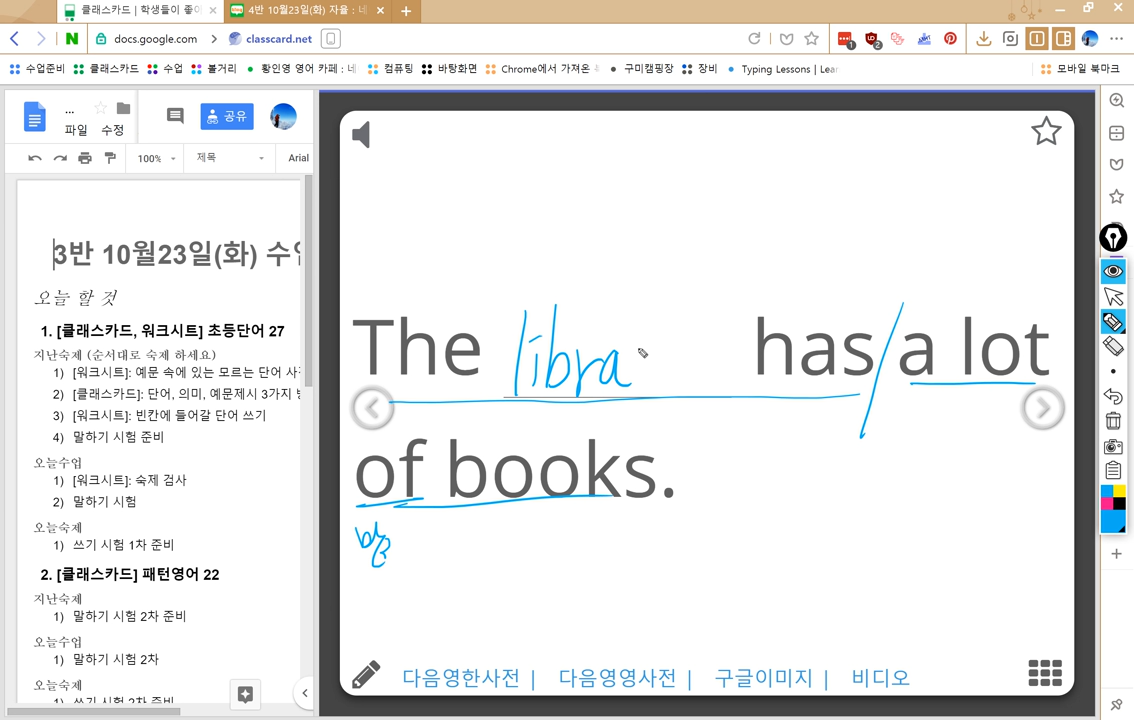 클래스카드 | 학생들이 좋아
4반 10월23일(화) 자율 : 네
docs.google.com
classcard.net
수업준비
클래스카드
수업
볼거리
황인영 영어 카페 : 네
컴퓨팅
바탕화면
Chrome에서 가져온
구미캠핑장
장비
Typing Lessons | Lear
모바일 북마크
...
공유
파일 수정
100%
제목
Arial
3반 10월23일(화) 수업
오늘 할 것
1. [클래스카드, 워크시트] 초등단어 27
지난숙제 (순서대로 숙제 하세요)
1) [워크시트]: 예문 속에 있는 모르는 단어 사
2) [클래스카드]: 단어, 의미, 예문제시 3가지
3) [워크시트]: 빈칸에 들어갈 단어 쓰기
4) 말하기 시험 준비
오늘수업
1) [워크시트]: 숙제 검사
2) 말하기 시험
오늘숙제
1) 쓰기 시험 1차 준비
2. [클래스카드] 패턴영어 22
지난숙제
1) 말하기 시험 2차 준비
오늘수업
1) 말하기 시험 2차
오늘숙제
1) 쓰기 시험 2차 준비
The libra has/a lot
of books.
다음영한사전 | 다음영영사전 | 구글이미지 | 비디오